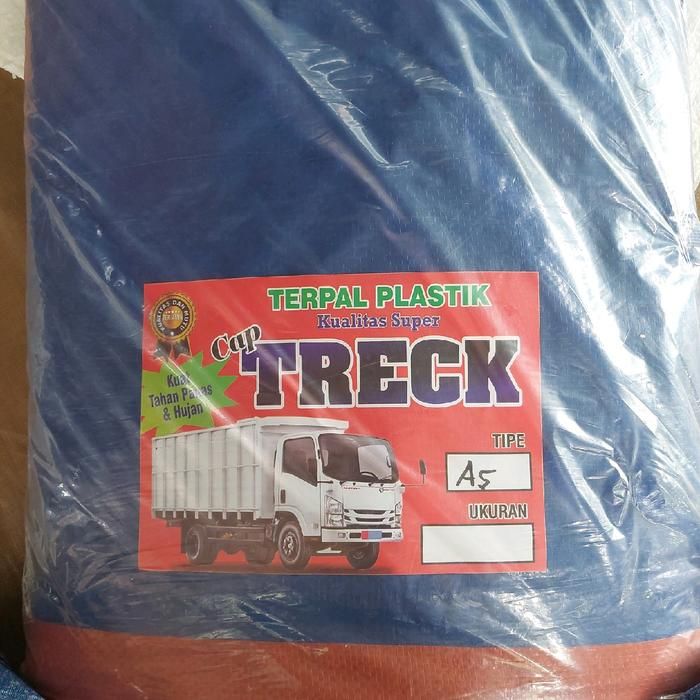 TERPAL PLASTIK
Kualitas Super
Cap
TRECK
Kuat
Tahan Panas
& Hujan
TIPE
A5
UKURAN